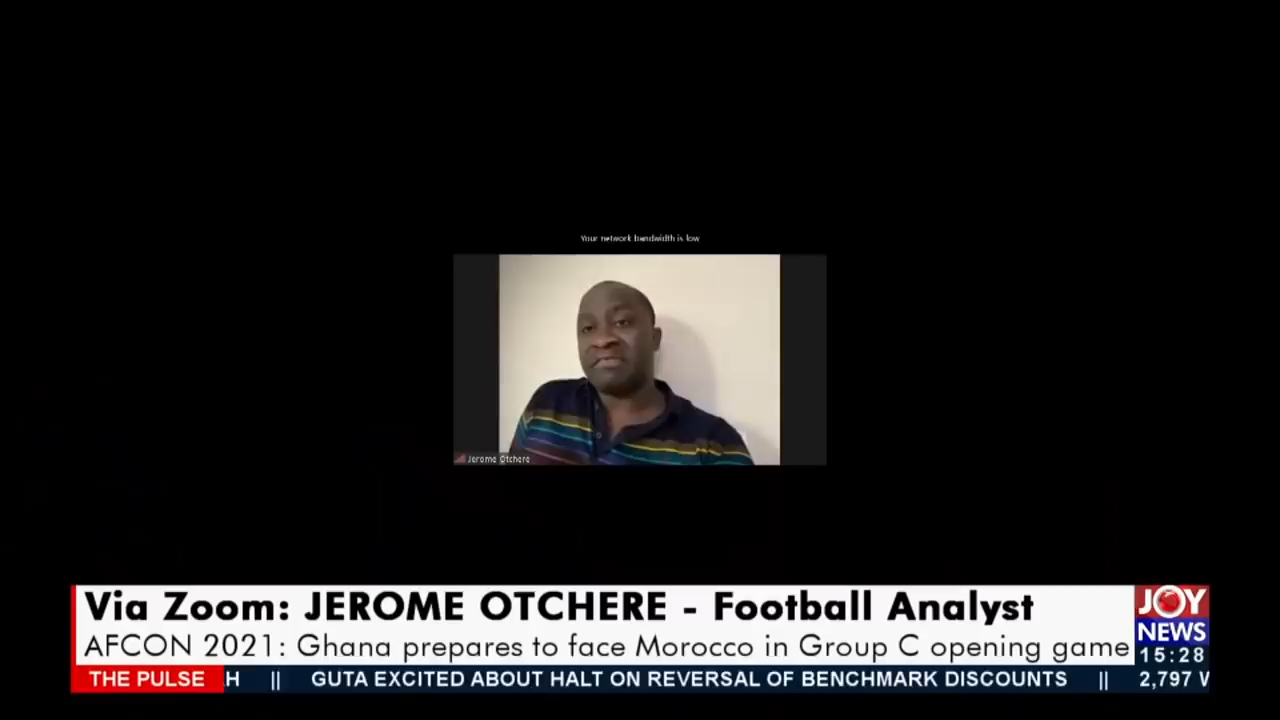 Your network bandwidth is low
Jerome Otchere
Via Zoom: JEROME OTCHERE - Football Analyst
AFCON 2021: Ghana prepares to face Morocco in Group C opening game
JOY
NEWS
15:28
THE PULSE
H || GUTA EXCITED ABOUT HALT ON REVERSAL OF BENCHMARK DISCOUNTS || 2,797